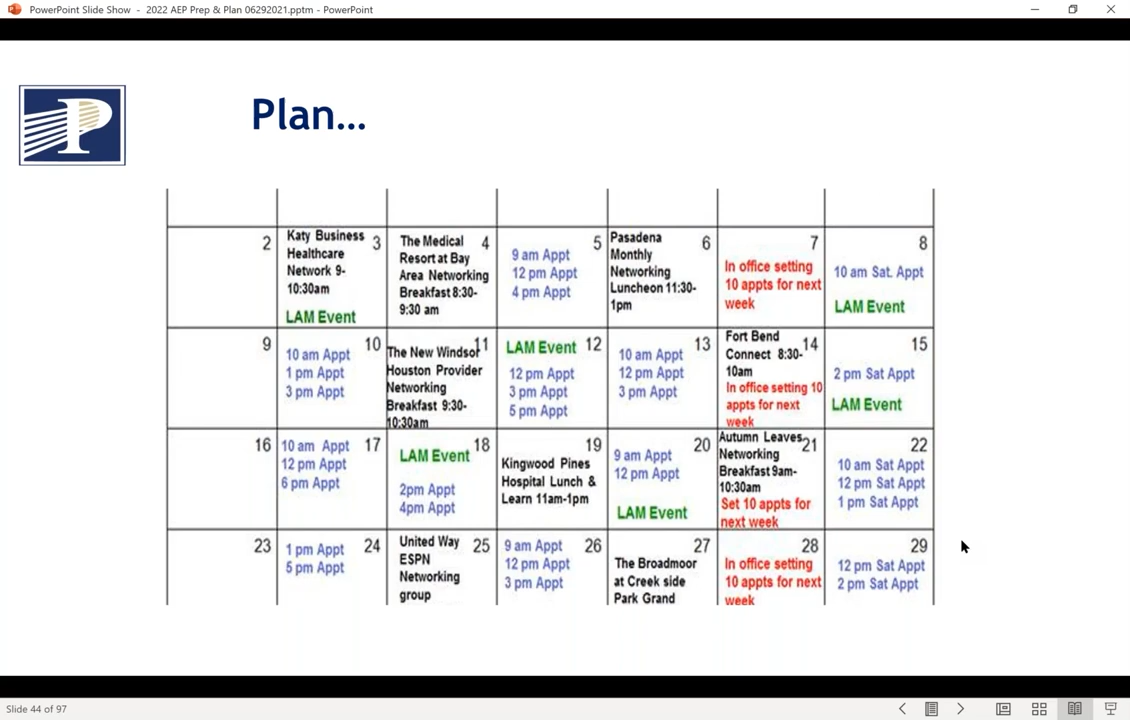 PowerPoint Slide Show - 2022 AEP Prep & Plan 06292021.pptm - PowerPoint
P
Plan...
2
Katy Business 3
Healthcare
Network 9-
10:30am
LAM Event
The Medical 4
Resort at Bay
Area Networking
Breakfast 8:30-
9:30 am
5
9 am Appt
12 pm Appt
4 pm Appt
Pasadena 6
Monthly
Networking
Luncheon 11:30-
1pm
7
In office setting
10 appts for next
week
8
10 am Sat. Appt
LAM Event
9
10
10 am Appt
1 pm Appt
3 pm Appt
11
The New Windsor
Houston Provider
Networking
Breakfast 9:30-
10:30am
LAM Event 12
12 pm Appt
3 pm Appt
5 pm Appt
13
10 am Appt
12 pm Appt
3 pm Appt
Fort Bend 14
Connect 8:30-
10am
In office setting 10
appts for next
week
15
2 pm Sat Appt
LAM Event
16
10 am Appt 17
12 pm Appt
6 pm Appt
18
LAM Event
2pm Appt
4pm Appt
19
Kingwood Pines
Hospital Lunch &
Learn 11am-1pm
20
9 am Appt
12 pm Appt
LAM Event
Autumn Leaves 21
Networking
Breakfast 9am-
10:30am
Set 10 appts for
next week
22
10 am Sat Appt
12 pm Sat Appt
1 pm Sat Appt
23
24
1 pm Appt
5 pm Appt
United Way 25
ESPN
Networking
group
9 am Appt 26
12 pm Appt
3 pm Appt
27
The Broadmoor
at Creek side
Park Grand
28
In office setting
10 appts for next
week
29
12 pm Sat Appt
2 pm Sat Appt
Slide 44 of 97